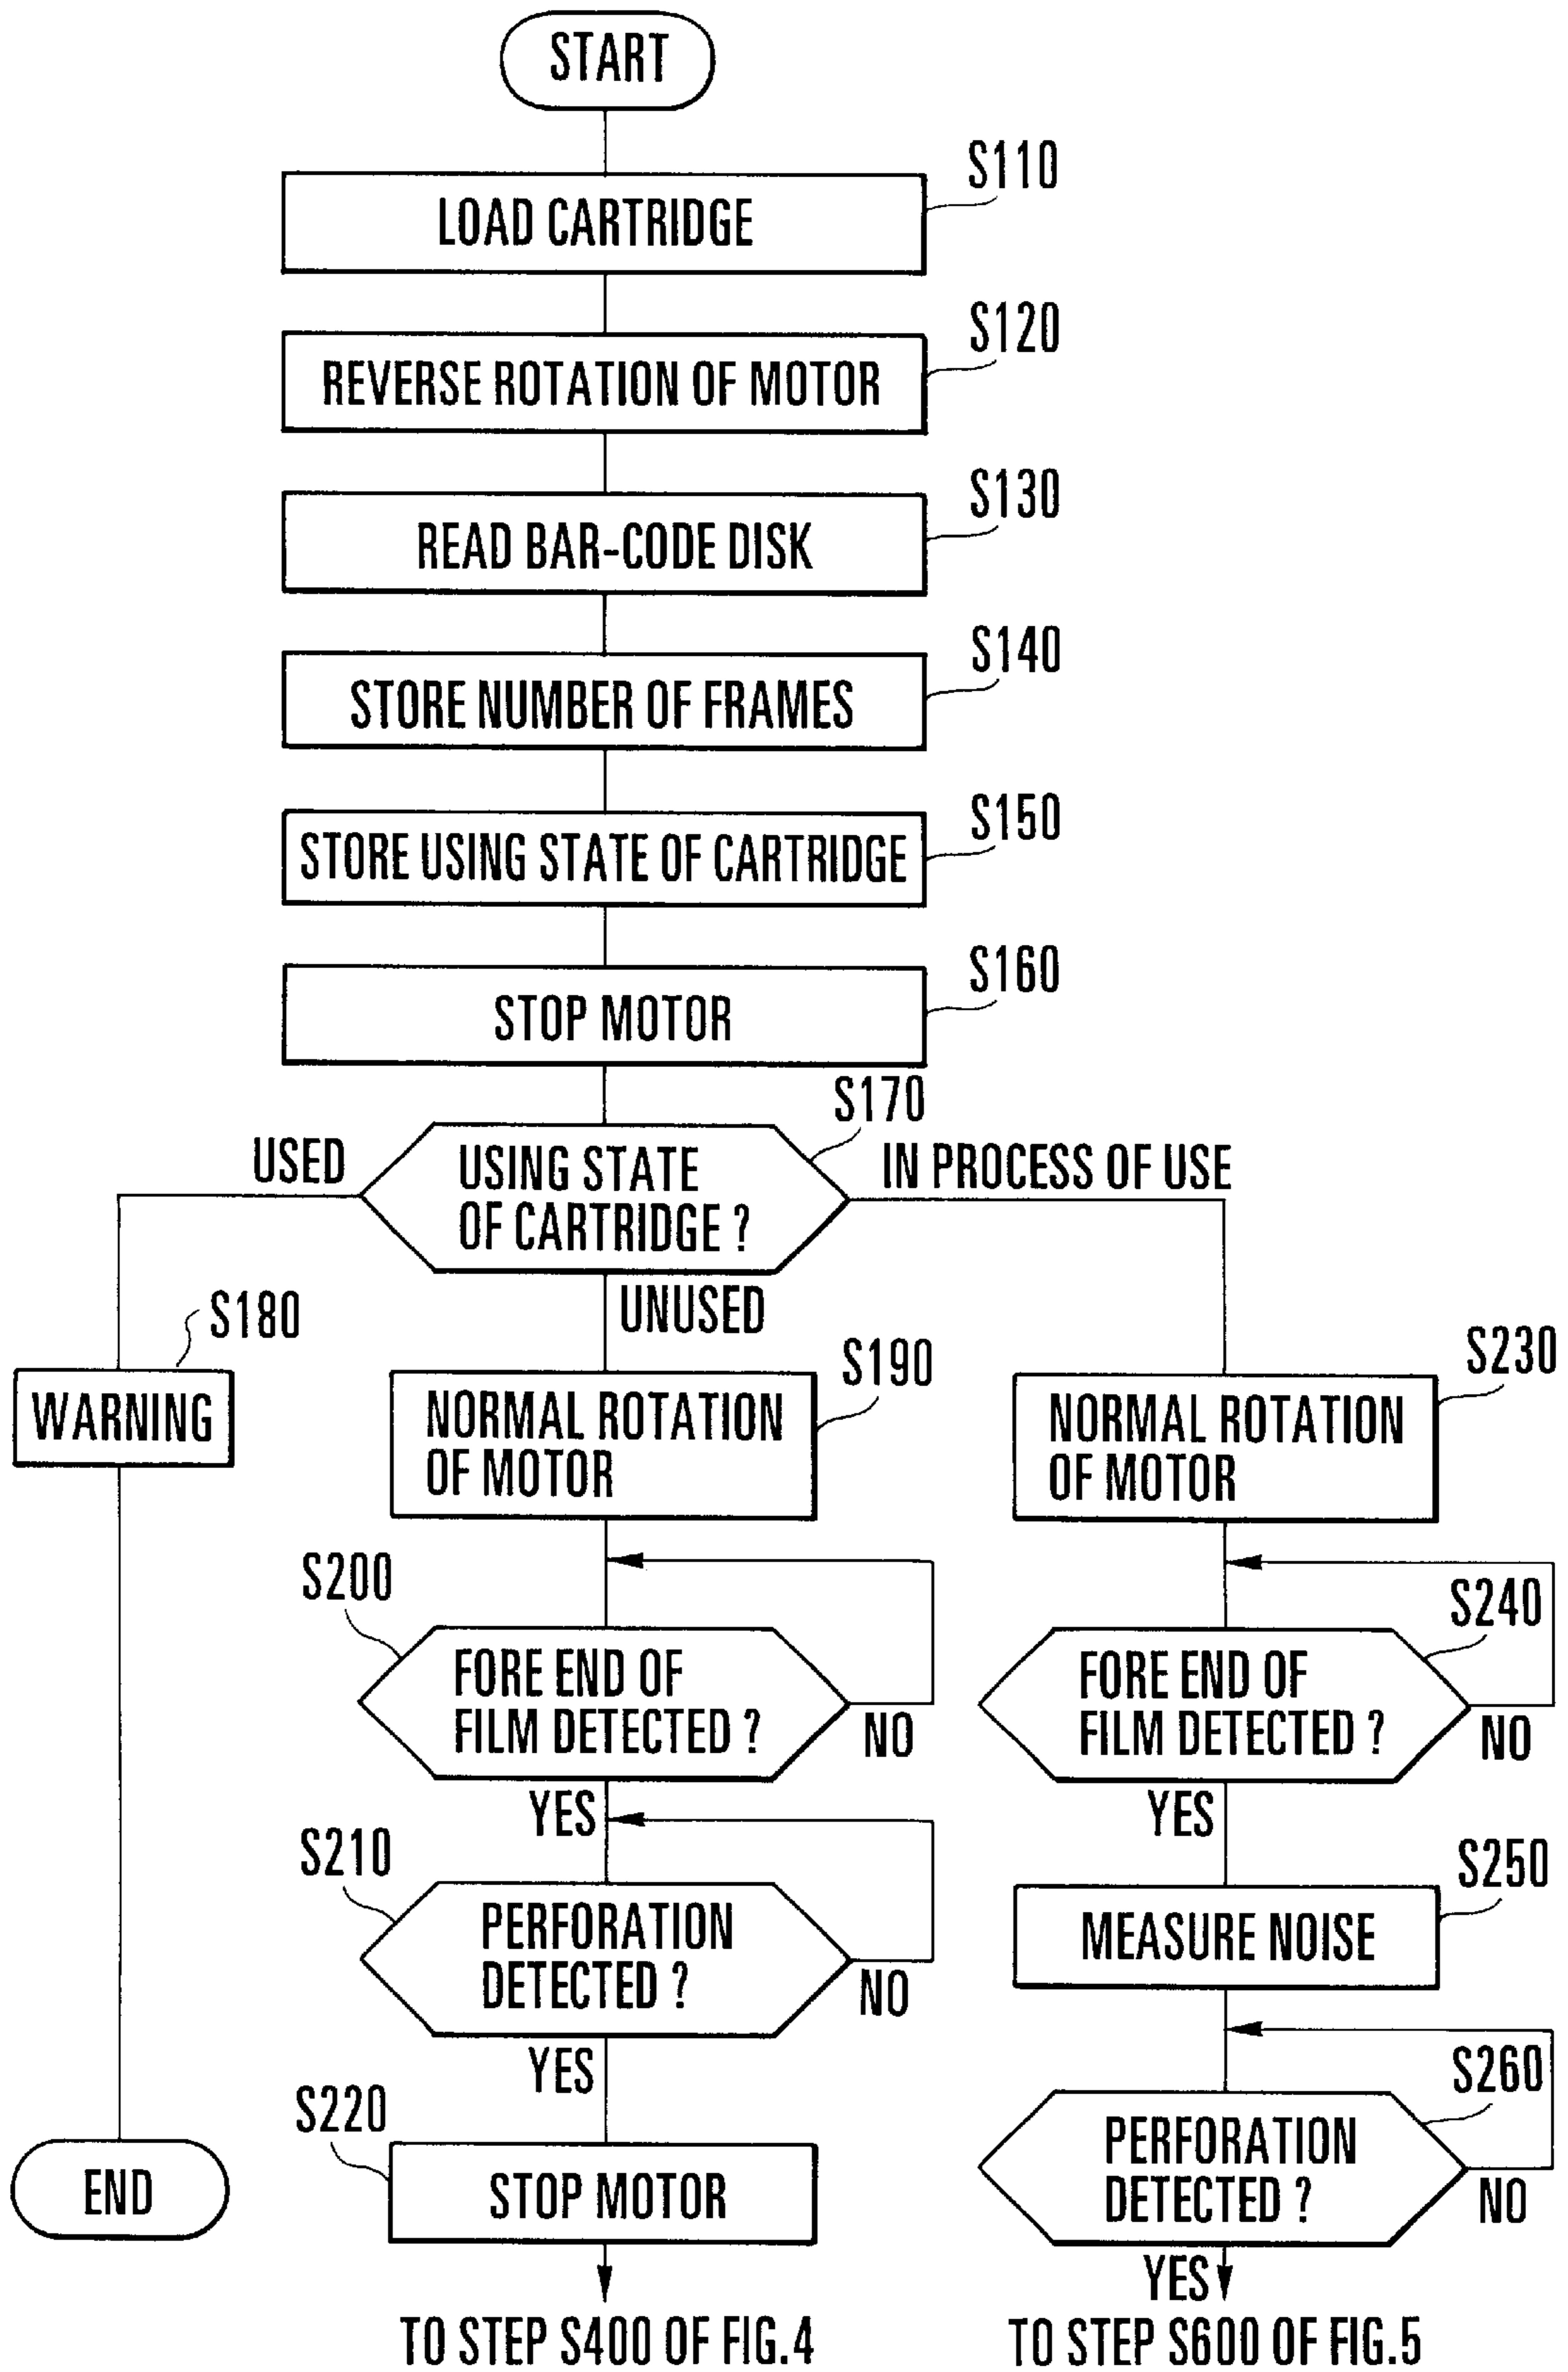 START
S110
LOAD CARTRIDGE
S120
REVERSE ROTATION OF MOTOR
S130
READ BAR-CODE DISK
S140
STORE NUMBER OF FRAMES
S150
STORE USING STATE OF CARTRIDGE
S160
STOP MOTOR
S170
USING STATE
OF CARTRIDGE ?
USED
IN PROCESS OF USE
UNUSED
S180
WARNING
END
S190
NORMAL ROTATION
OF MOTOR
S200
FORE END OF
FILM DETECTED ?
NO
YES
S210
PERFORATION
DETECTED ?
NO
YES
S220
STOP MOTOR
TO STEP S400 OF FIG.4
S230
NORMAL ROTATION
OF MOTOR
S240
FORE END OF
FILM DETECTED ?
NO
YES
S250
MEASURE NOISE
S260
PERFORATION
DETECTED ?
NO
YES
TO STEP S600 OF FIG.5